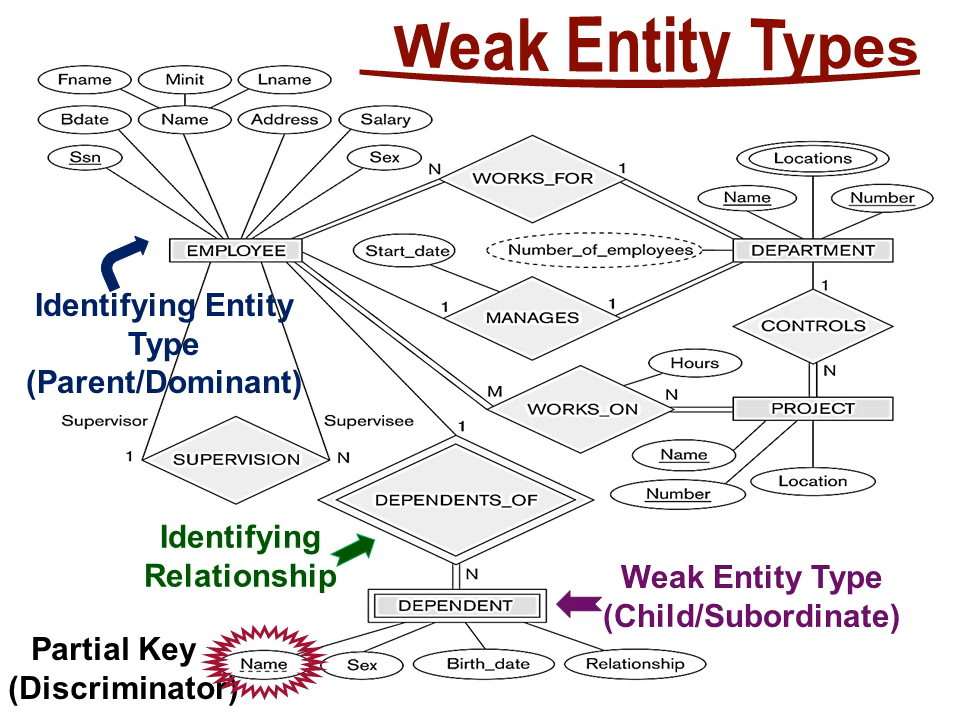 Weak Entity Types
Fname
Minit
Lname
Bdate
Name
Address
Salary
Ssn
Sex
N
WORKS_FOR
1
Locations
Name
Number
EMPLOYEE
Start_date
Number_of_employees
DEPARTMENT
Identifying Entity
Type
(Parent/Dominant)
1
MANAGES
1
1
CONTROLS
N
Hours
M
WORKS_ON
N
PROJECT
Supervisor
Supervisee
1
SUPERVISION
N
1
Name
Number
Location
DEPENDENTS_OF
Identifying
Relationship
N
DEPENDENT
Weak Entity Type
(Child/Subordinate)
Partial Key
(Discriminator)
Name
Sex
Birth_date
Relationship